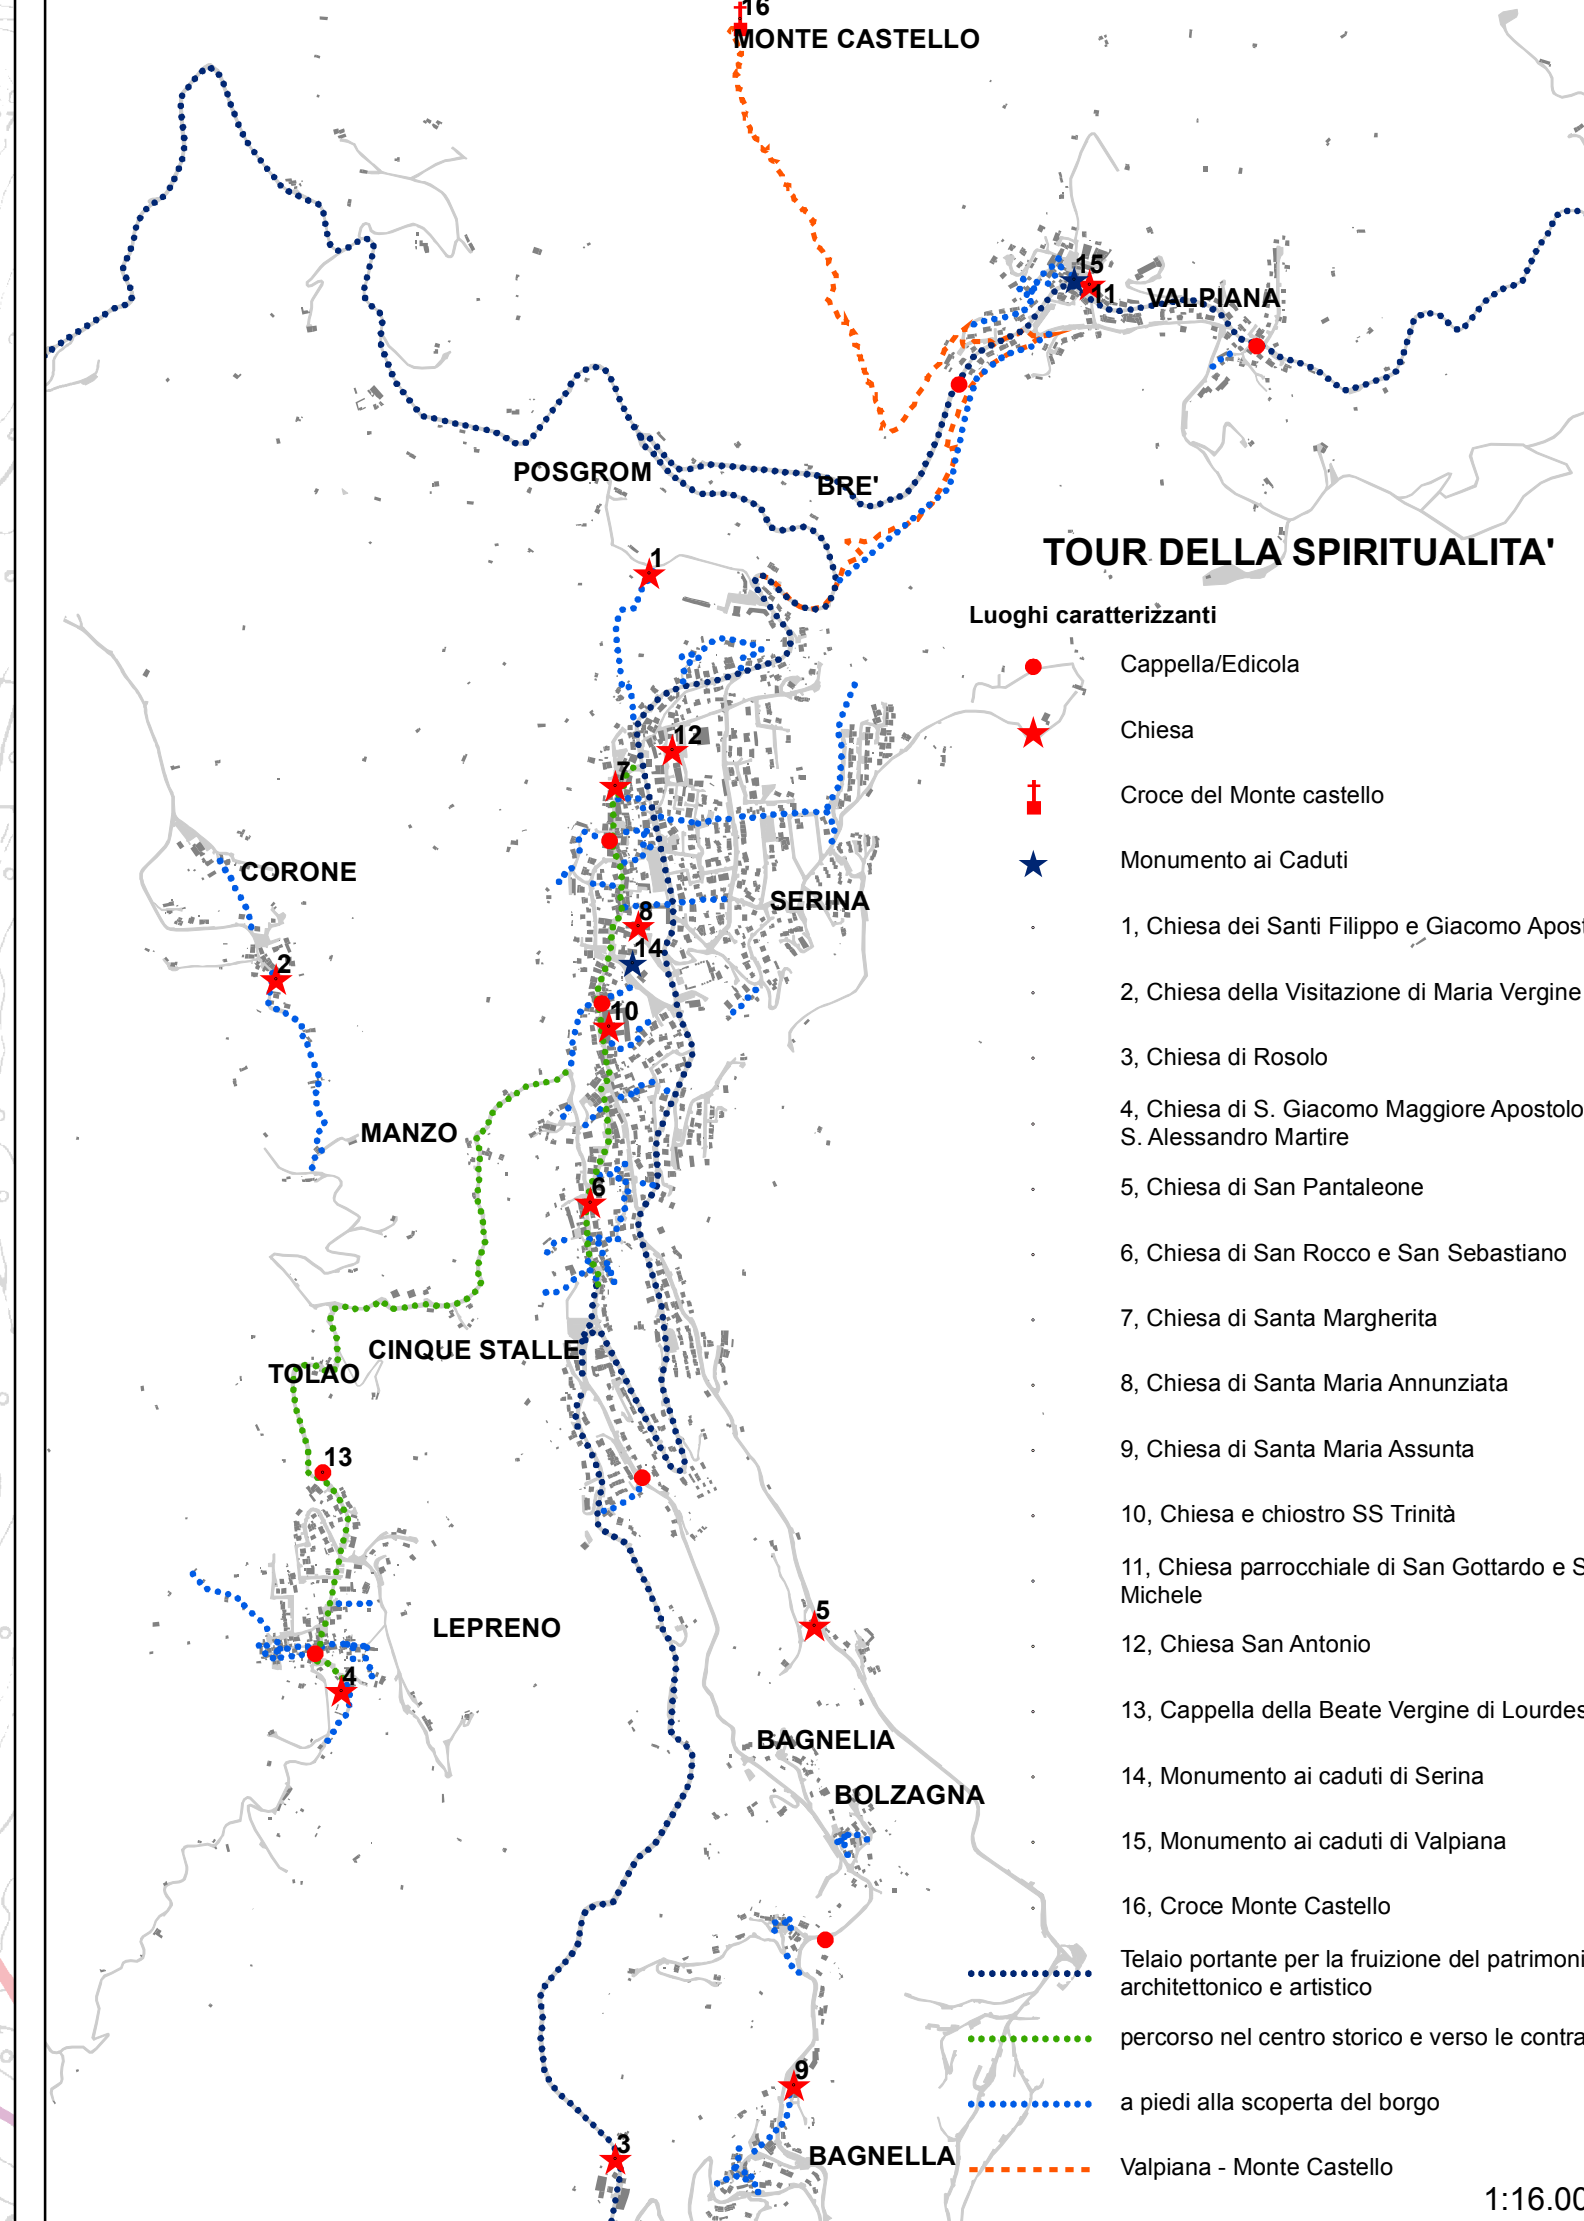 16
MONTE CASTELLO
15
11
VALPIANA
POSGROM
BRE'
1
12
7
CORONE
SERINA
8
14
2
10
MANZO
6
CINQUE STALLE
TOLAO
13
LEPRENO
5
4
BAGNELIA
BOLZAGNA
9
3
BAGNELLA
TOUR DELLA SPIRITUALITA'
Luoghi caratterizzanti
Cappella/Edicola
Chiesa
Croce del Monte castello
Monumento ai Caduti
1, Chiesa dei Santi Filippo e Giacomo Apost
2, Chiesa della Visitazione di Maria Vergine
3, Chiesa di Rosolo
4, Chiesa di S. Giacomo Maggiore Apostolo
S. Alessandro Martire
5, Chiesa di San Pantaleone
6, Chiesa di San Rocco e San Sebastiano
7, Chiesa di Santa Margherita
8, Chiesa di Santa Maria Annunziata
9, Chiesa di Santa Maria Assunta
10, Chiesa e chiostro SS Trinità
11, Chiesa parrocchiale di San Gottardo e S
Michele
12, Chiesa San Antonio
13, Cappella della Beate Vergine di Lourdes
14, Monumento ai caduti di Serina
15, Monumento ai caduti di Valpiana
16, Croce Monte Castello
Telaio portante per la fruizione del patrimoni
architettonico e artistico
percorso nel centro storico e verso le contra
a piedi alla scoperta del borgo
Valpiana - Monte Castello
1:16.00